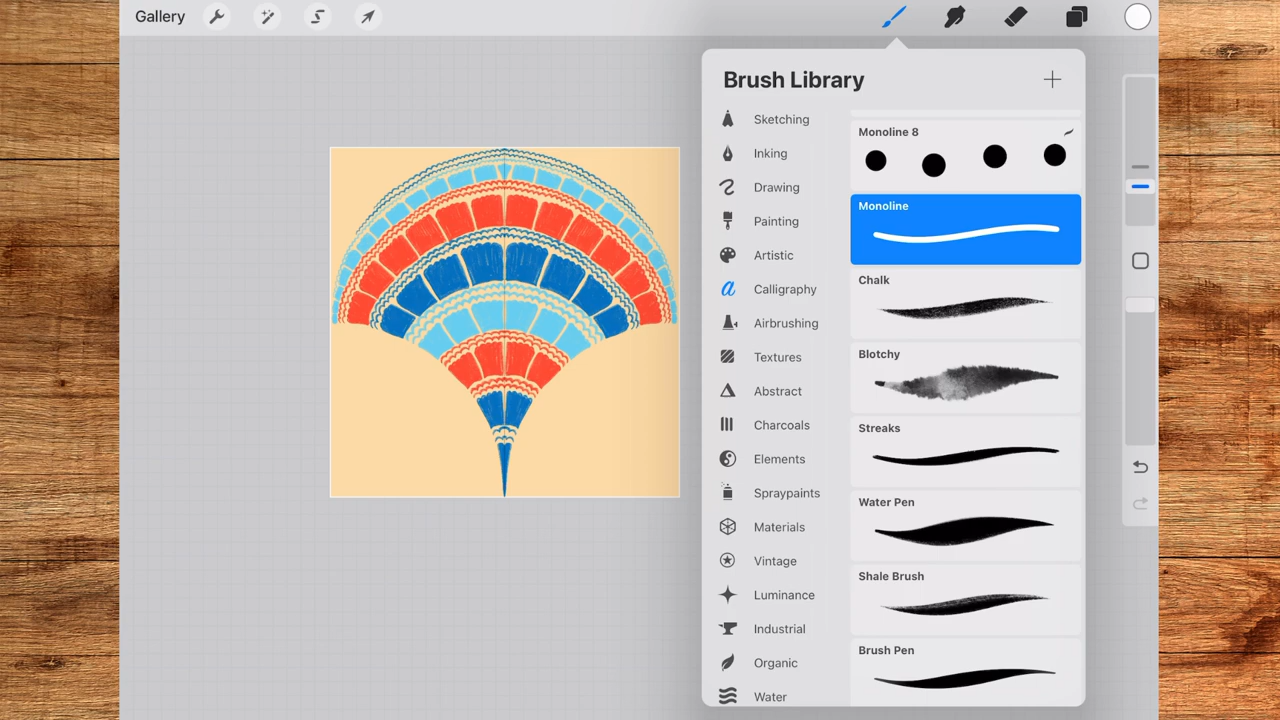 Gallery
Brush Library
Sketching
Inking
Drawing
Painting
Artistic
Calligraphy
Airbrushing
Textures
Abstract
Charcoals
Elements
Spraypaints
Materials
Vintage
Luminance
Industrial
Organic
Water
Monoline 8
Monoline
Chalk
Blotchy
Streaks
Water Pen
Shale Brush
Brush Pen